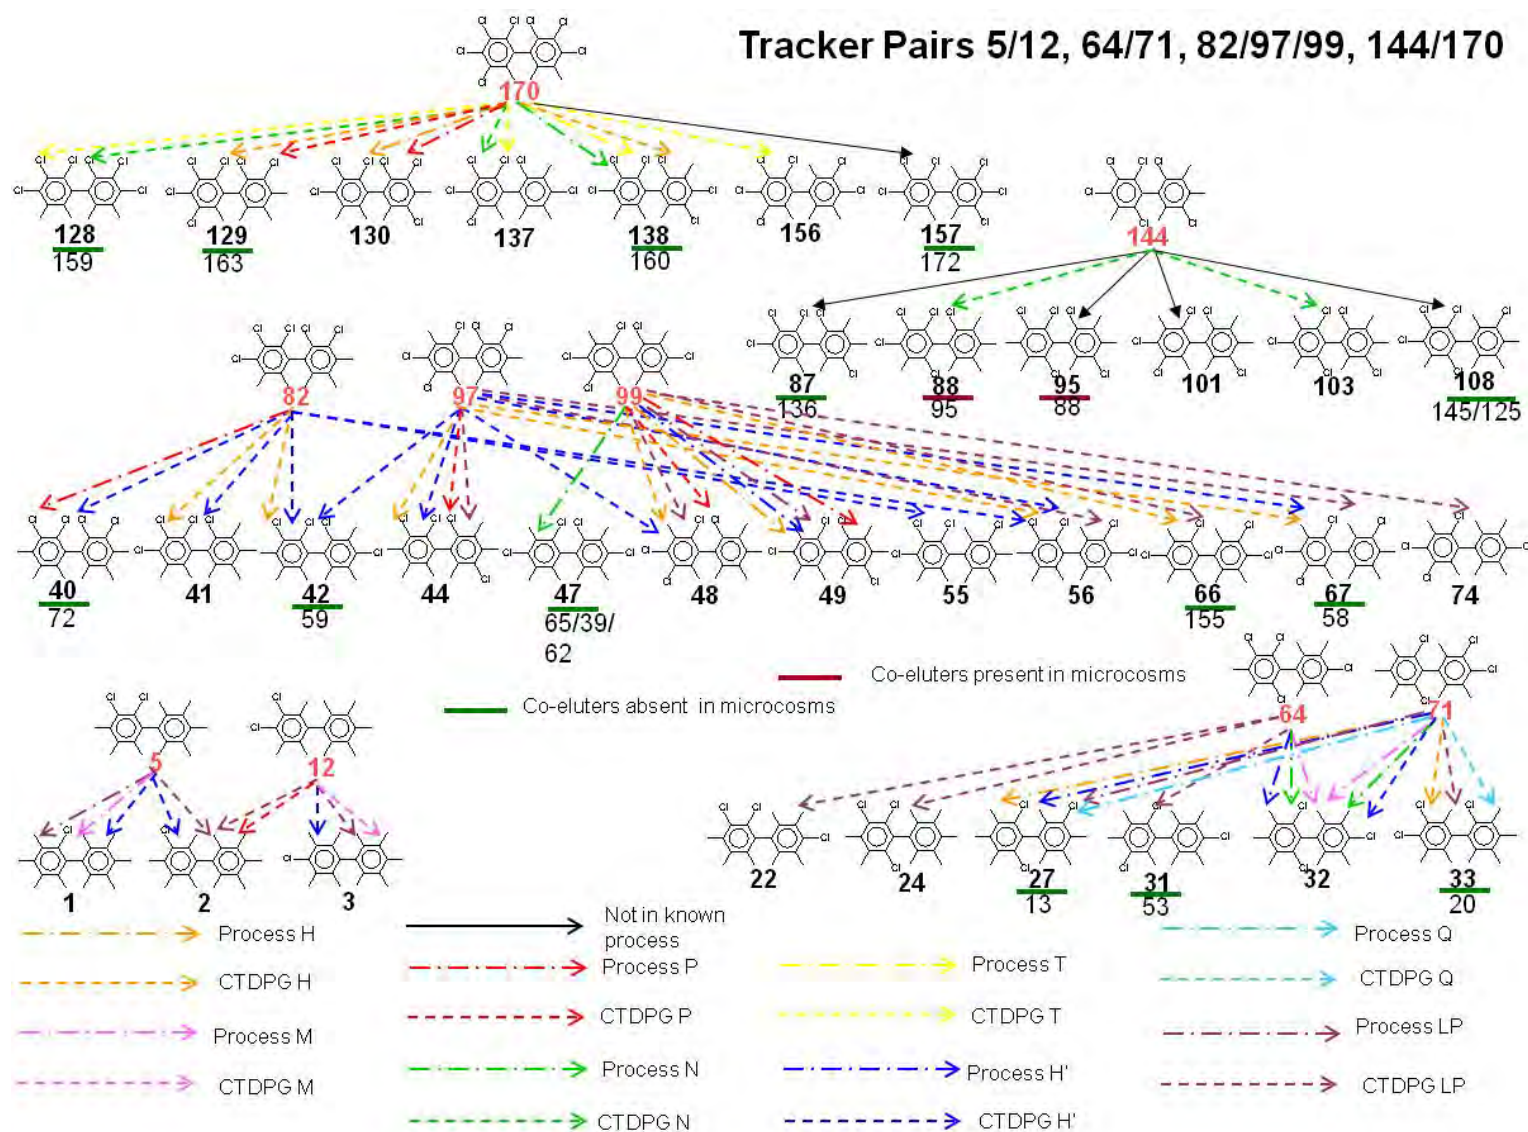 Tracker Pairs 5/12, 64/71, 82/97/99, 144/170
170
128 129 130 137 138 156 157
159 163 160 172
144
87 88 95 101 103 108
136 95 88 145/125
82 97 99
40 41 42 44 47 48 49 55 56 66 67 74
72 59 65/39/ 155 58
62
Co-eluters present in microcosms
Co-eluters absent in microcosms
64 71
5 12
22 24 27 31 32 33
13 53 20
1 2 3
Process H
CTDPG H
Process M
CTDPG M
Not in known
process
Process P
CTDPG P
Process N
CTDPG N
Process T
CTDPG T
Process H'
CTDPG H'
Process Q
CTDPG Q
Process LP
CTDPG LP